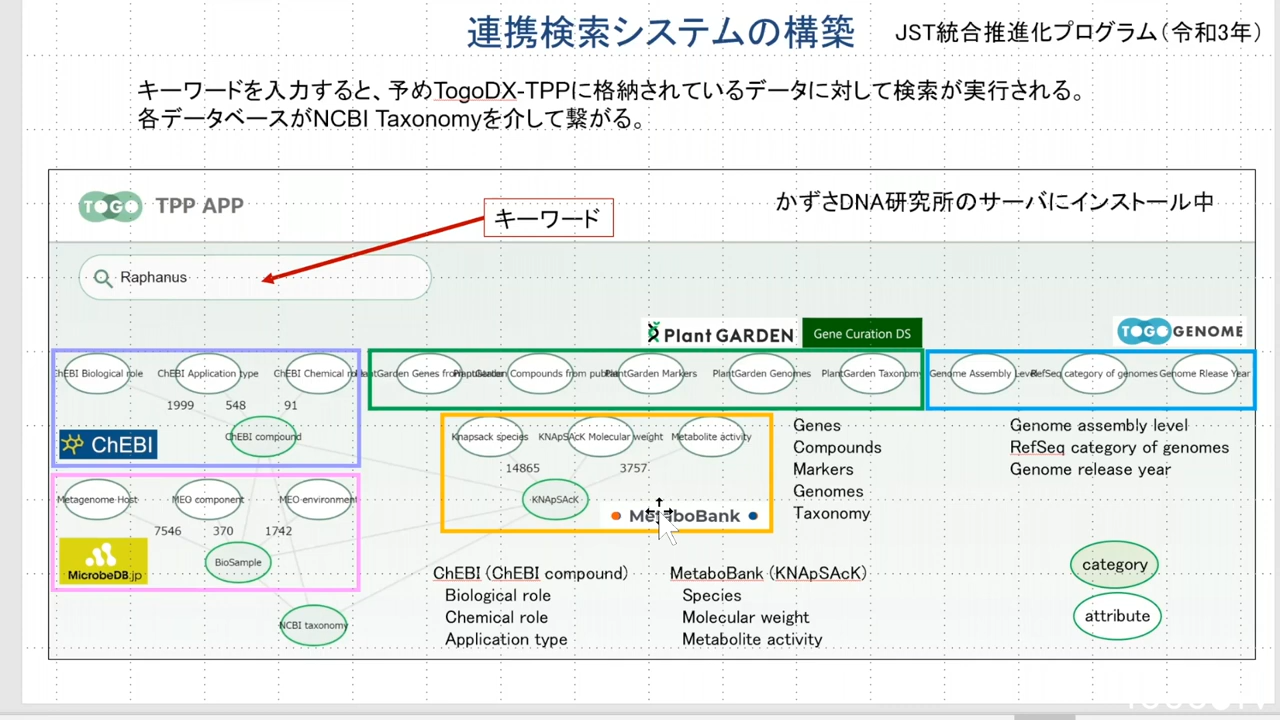 連携検索システムの構築
JST統合推進化プログラム（令和3年）
キーワードを入力すると、予めTogoDX-TPPに格納されているデータに対して検索が実行される。
各データベースがNCBI Taxonomyを介して繋がる。
TOGO TPP APP
かずさDNA研究所のサーバにインストール中
キーワード
Raphanus
Plant GARDEN
Gene Curation DS
TOGO GENOME
ChEBI Biological role
ChEBI Application type
ChEBI Chemical
PlantGarden Markers
PlantGarden Genomes
PlantGarden Taxonomy
Genome Assembly Level
RefSeq category of genomes
Genome Rlease Year
1999 548 91
ChEBI
ChEBI compound
Knapsack species
KNApSAcK Molecular weight
Metabolite activity
14865 3757
KNApSAcK
MetaboBank
Genes
Compounds
Markers
Genomes
Taxonomy
Genome assembly level
RefSeq category of genomes
Genome release year
Metagenome Host
MEO component
MEO environment
7546 370 1742
MicrobeDB.jp
BioSample
NCBI taxonomy
ChEBI (ChEBI compound)
Biological role
Chemical role
Application type
MetaboBank (KNApSAcK)
Species
Molecular weight
Metabolite activity
category
attribute